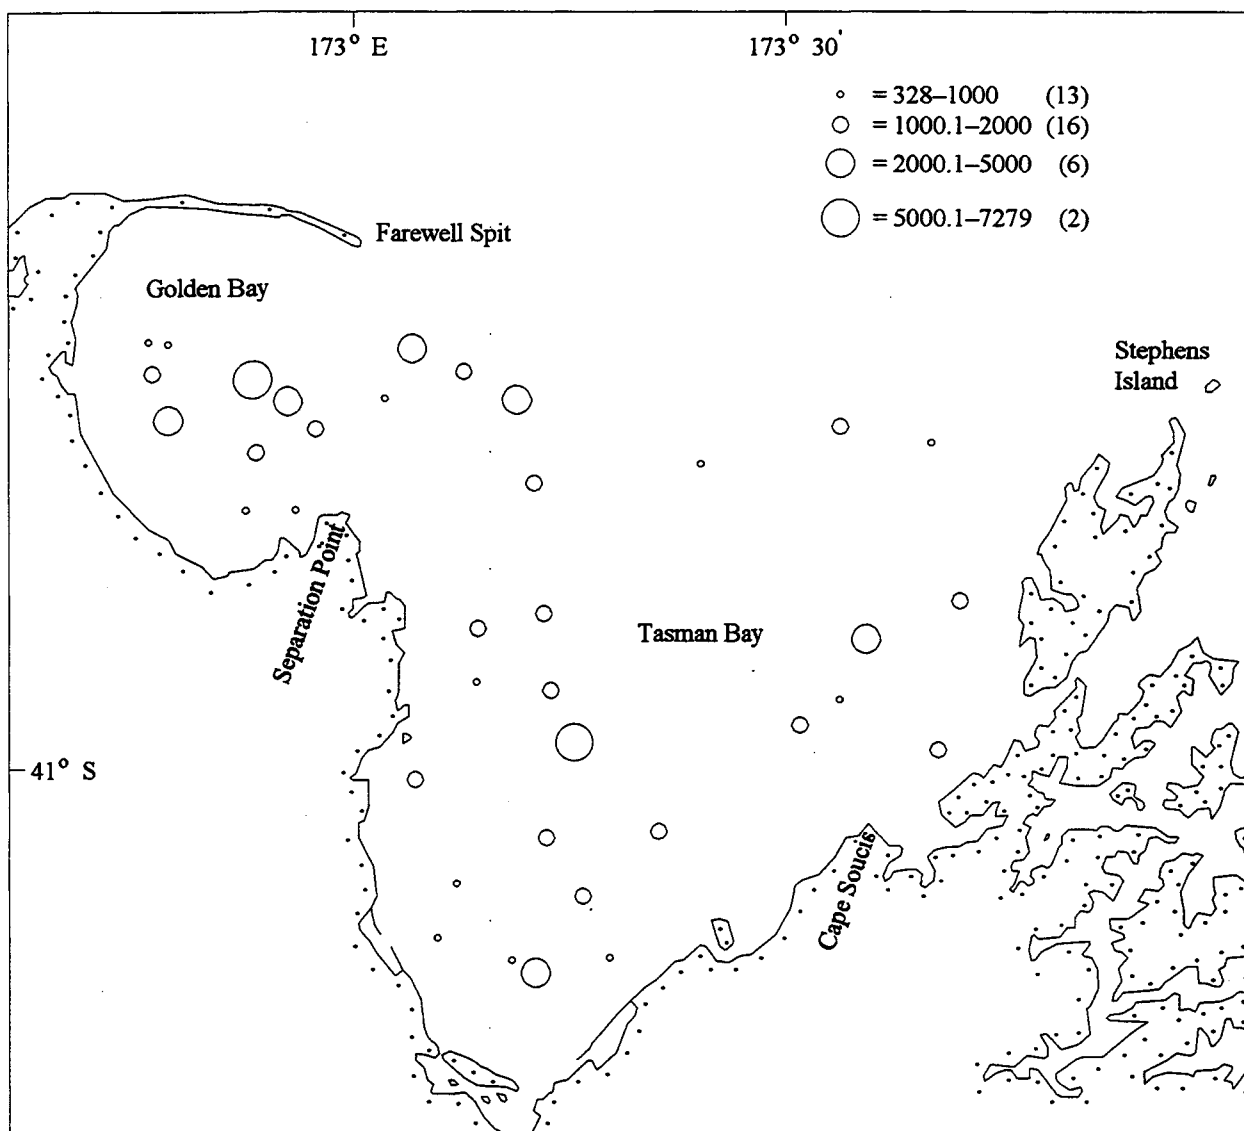 173° E
173° 30'
= 328–1000 (13)
= 1000.1–2000 (16)
= 2000.1–5000 (6)
= 5000.1–7279 (2)
Farewell Spit
Golden Bay
Stephens
Island
Separation Point
Tasman Bay
41° S
Cape Soucis